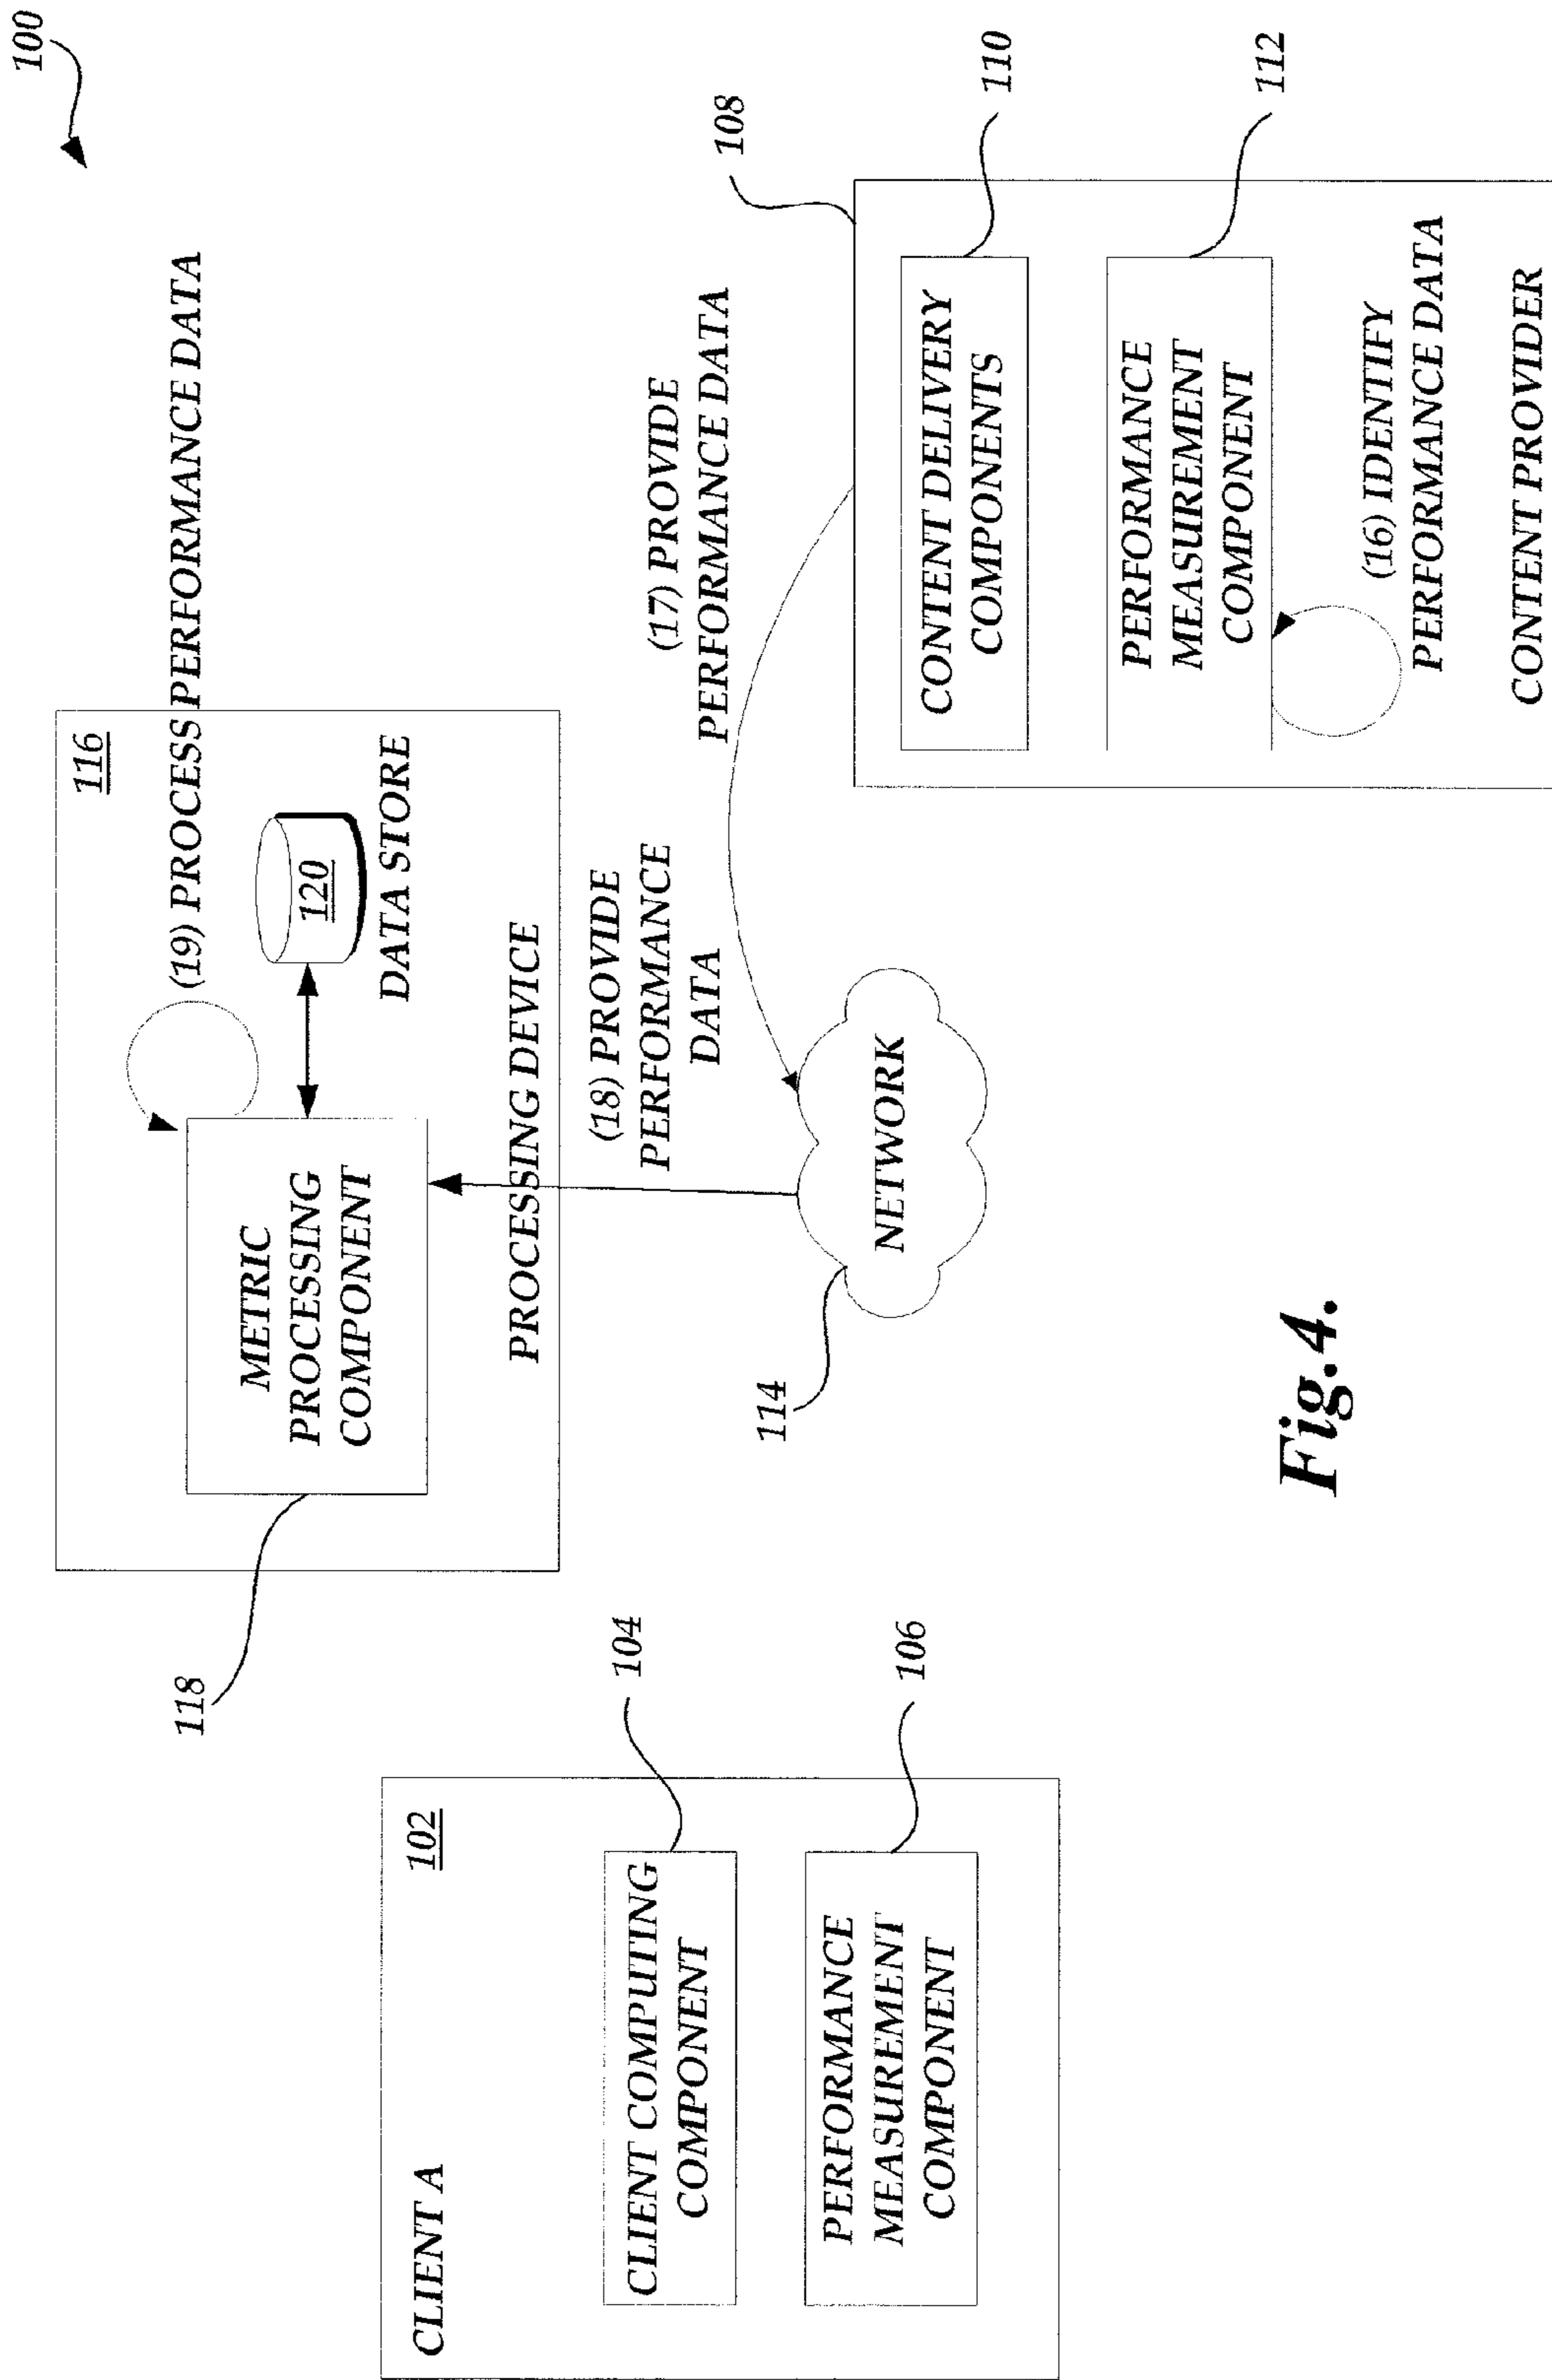 100
116
(19) PROCESS PERFORMANCE DATA
METRIC
PROCESSING
COMPONENT
120
DATA STORE
PROCESSING DEVICE
118
CLIENT A
102
CLIENT COMPUTING
COMPONENT
104
PERFORMANCE
MEASUREMENT
COMPONENT
106
(18) PROVIDE
PERFORMANCE
DATA
NETWORK
114
(17) PROVIDE
PERFORMANCE DATA
108
CONTENT DELIVERY
COMPONENTS
110
PERFORMANCE
MEASUREMENT
COMPONENT
112
(16) IDENTIFY
PERFORMANCE DATA
CONTENT PROVIDER
Fig.4.